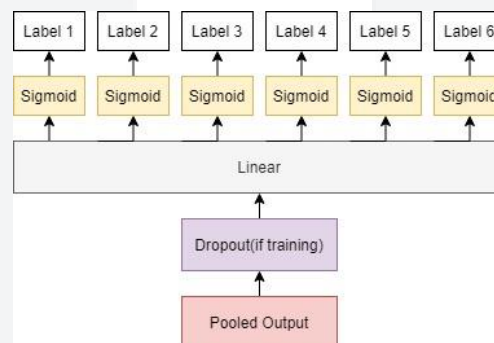 Label 1 Label 2 Label 3 Label 4 Label 5 Label 6
Sigmoid Sigmoid Sigmoid Sigmoid Sigmoid Sigmoid
Linear
Dropout(if training)
Pooled Output